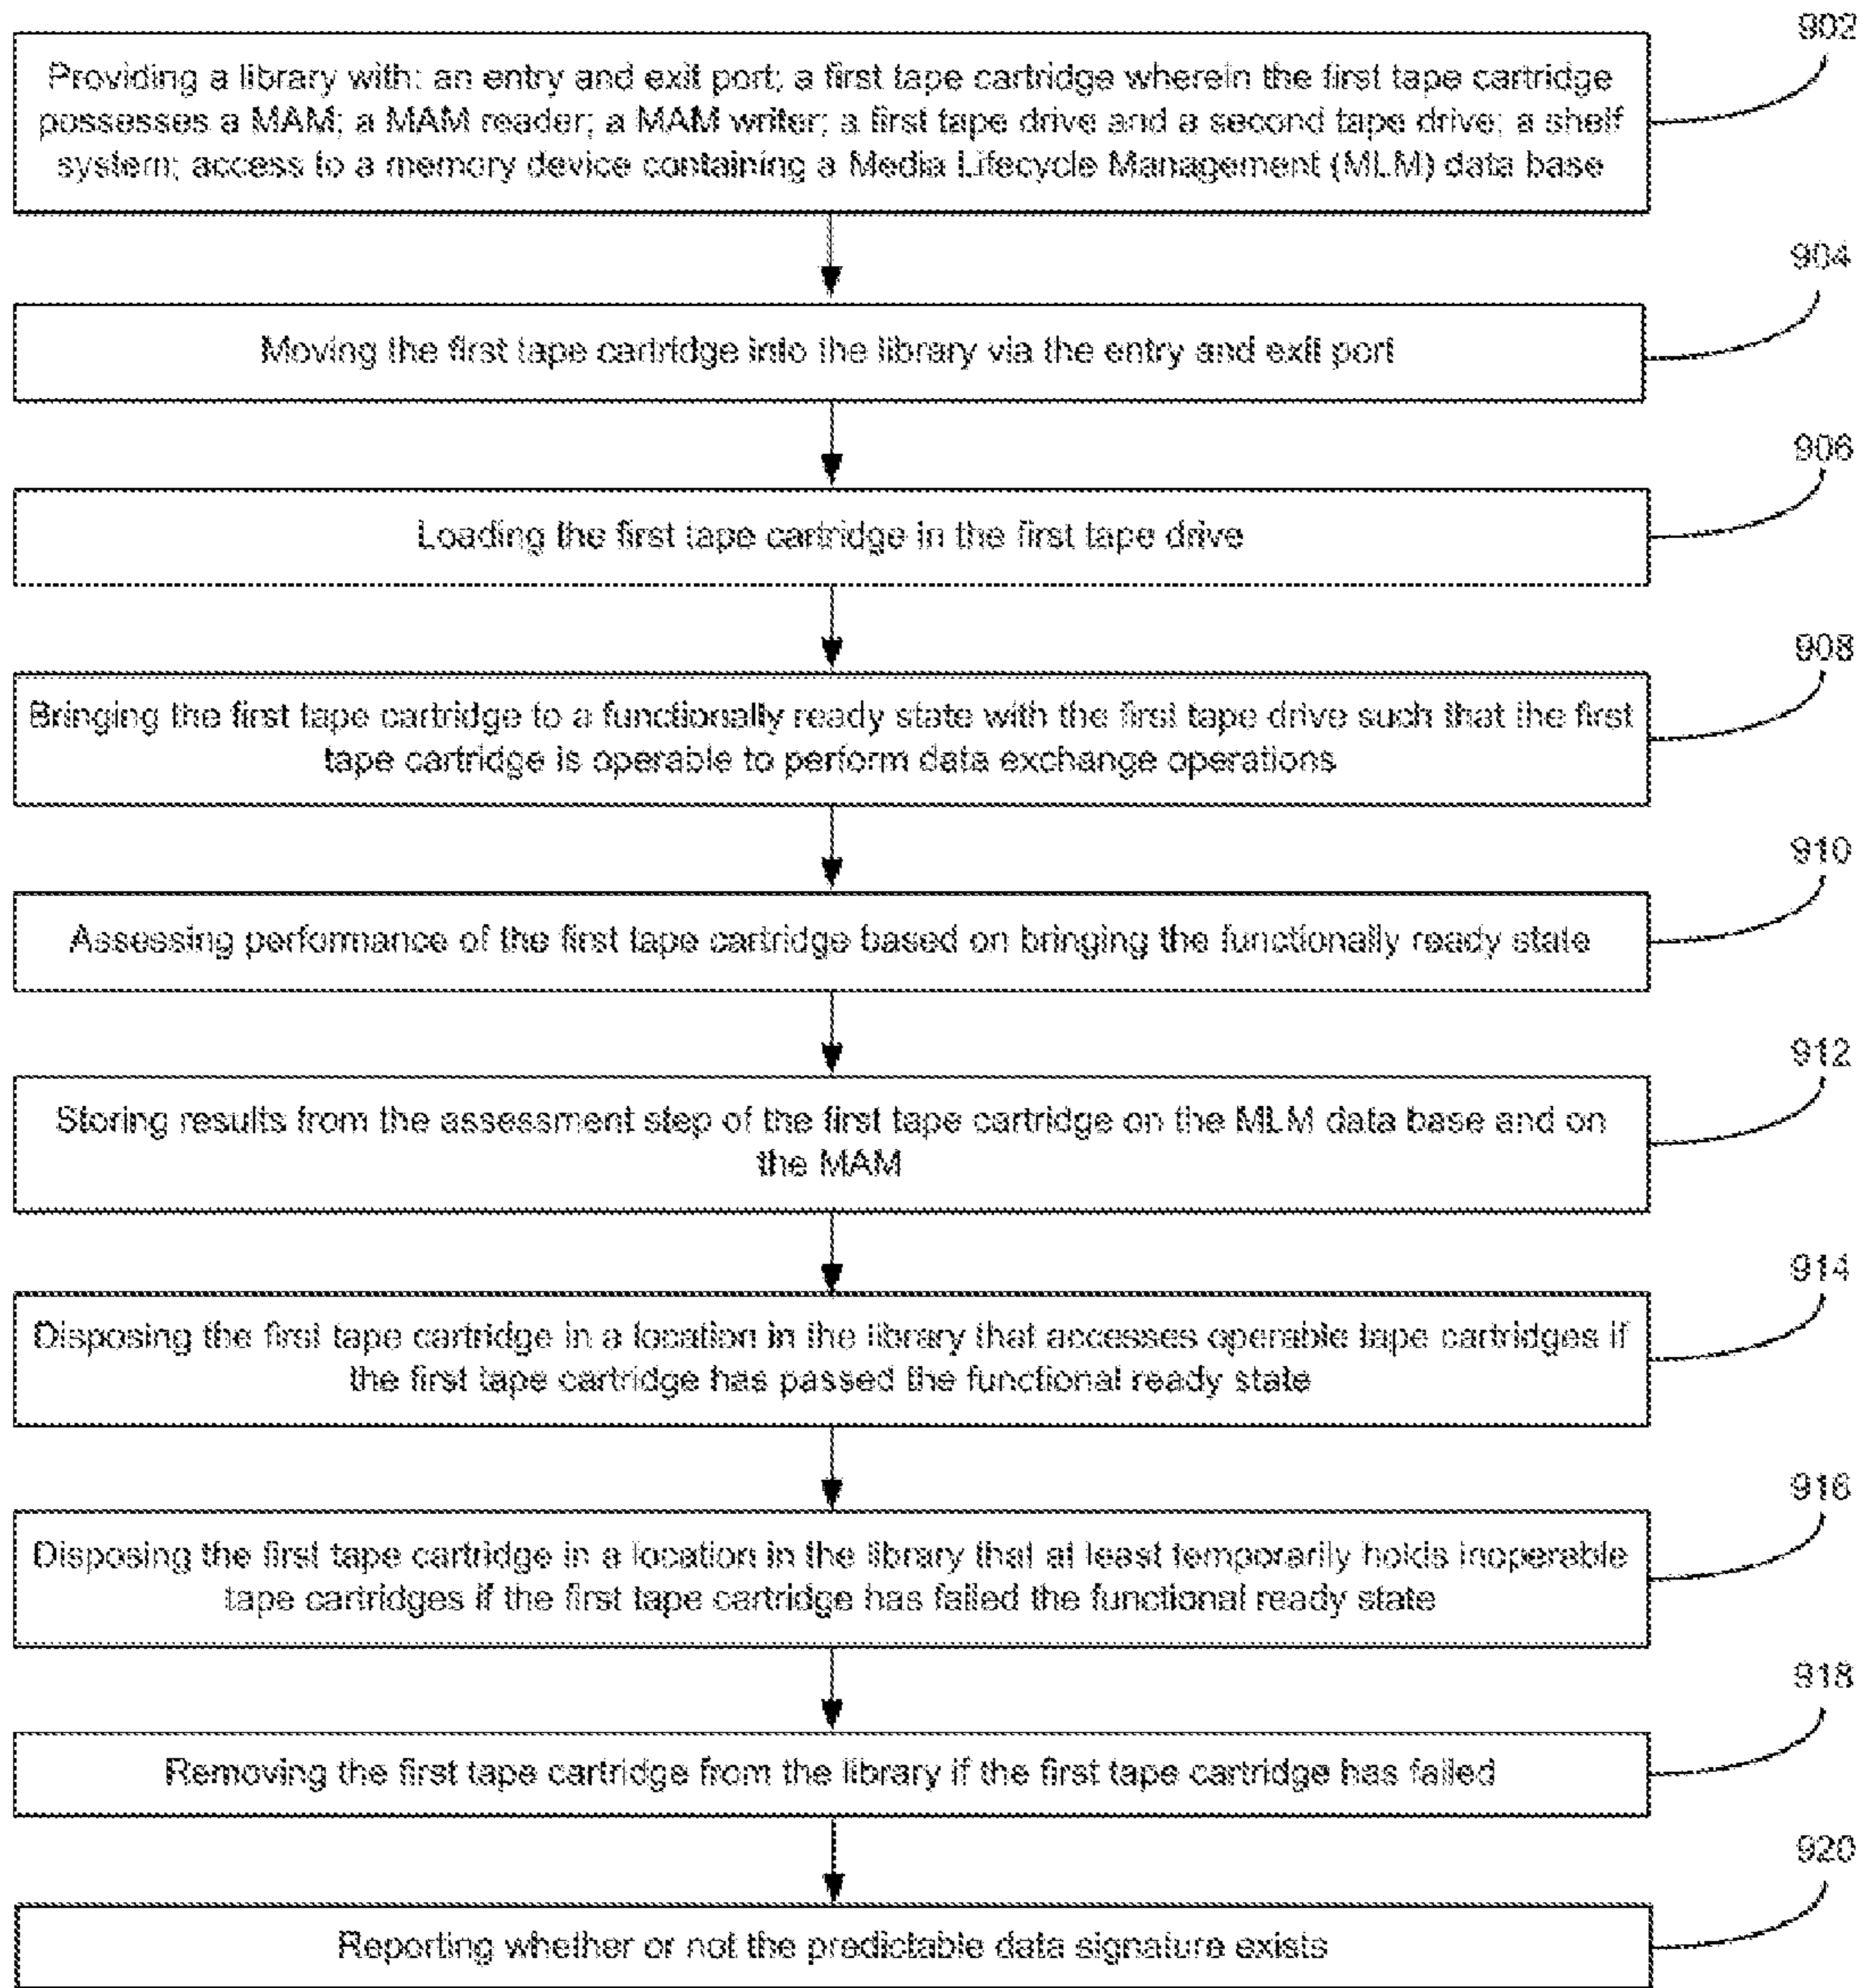 902
Providing a library with: an entry and exit port; a first tape cartridge wherein the first tape cartridge
possesses a MAM; a MAM reader; a MAM writer; a first tape drive and a second tape drive; a shelf
system; access to a memory device containing a Media Lifecycle Management (MLM) data base
904
Moving the first tape cartridge into the library via the entry and exit port
906
Loading the first tape cartridge in the first tape drive
908
Bringing the first tape cartridge to a functionally ready state with the first tape drive such that the first
tape cartridge is operable to perform data exchange operations
910
Assessing performance of the first tape cartridge based on bringing the functionally ready state
912
Storing results from the assessment step of the first tape cartridge on the MLM data base and on
the MAM
914
Disposing the first tape cartridge in a location in the library that accesses operable tape cartridges if
the first tape cartridge has passed the functional ready state
916
Disposing the first tape cartridge in a location in the library that at least temporarily holds inoperable
tape cartridges if the first tape cartridge has failed the functional ready state
918
Removing the first tape cartridge from the library if the first tape cartridge has failed
920
Reporting whether or not the predictable data signature exists